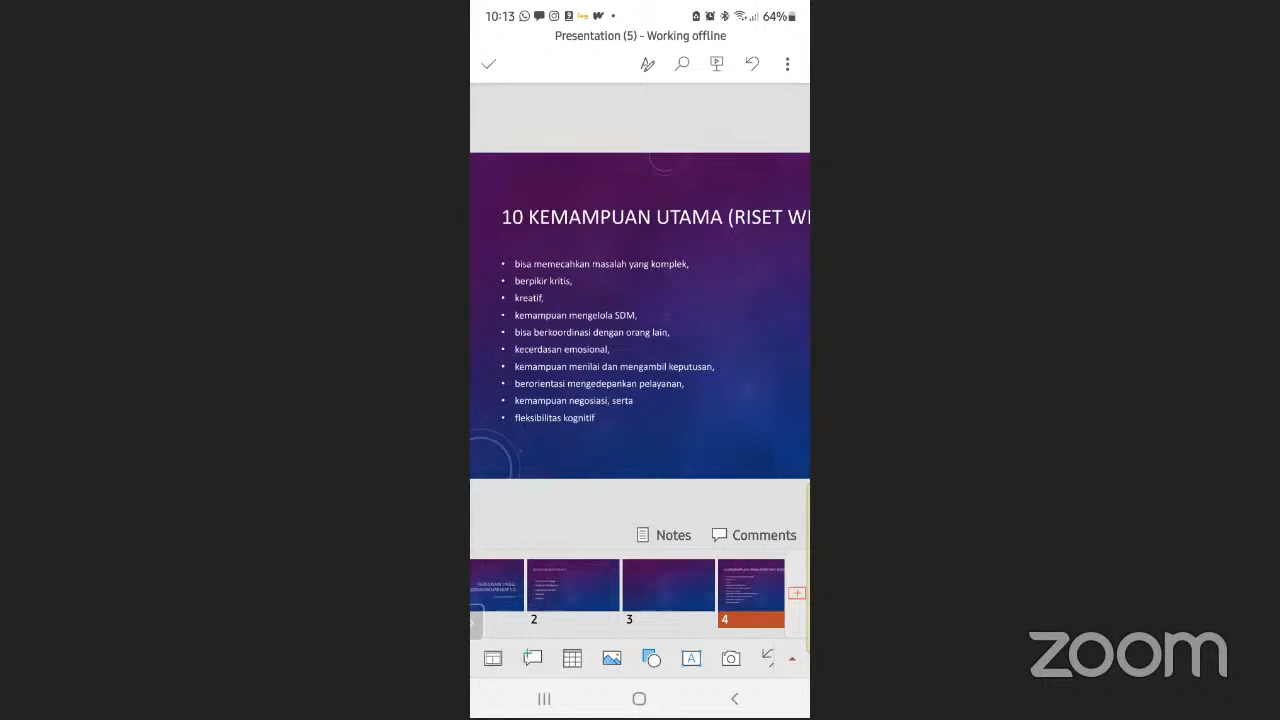 10:13
64%
Presentation (5) - Working offline
10 KEMAMPUAN UTAMA (RISET
• bisa memecahkan masalah yang komplek,
• berpikir kritis,
• kreatif,
• kemampuan mengelola SDM,
• bisa berkoordinasi dengan orang lain,
• kecerdasan emosional,
• kemampuan menilai dan mengambil keputusan,
• berorientasi mengedepankan pelayanan,
• kemampuan negosiasi, serta
• fleksibilitas kognitif
Notes
Comments
2
3
4
zoom